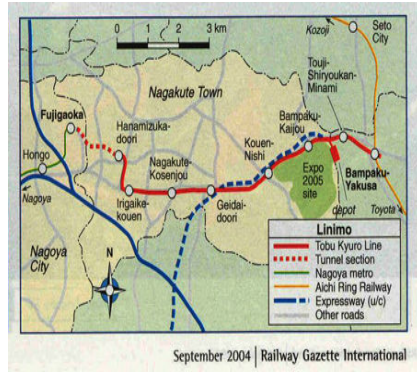 0 1 2 3 km
Kozoji
Seto
City
Touji-
Shiryoukan-
Minami
Nagakute Town
Bampaku-
Kaijou
Fujigaoka
Hanamizuka-
doori
Kouen-
Nishi
Nagakute-
Kosenjou
Hongo
Expo
2005
site
Bampaku-
Yakusa
Nagoya
Irigaike-
kouen
Geidai-
doori
depot
Toyota
Nagoya
City
N
Linimo
Tobu Kyuro Line
Tunnel section
Nagoya metro
Aichi Ring Railway
Expressway (u/c)
Other roads
September 2004 | Railway Gazette International